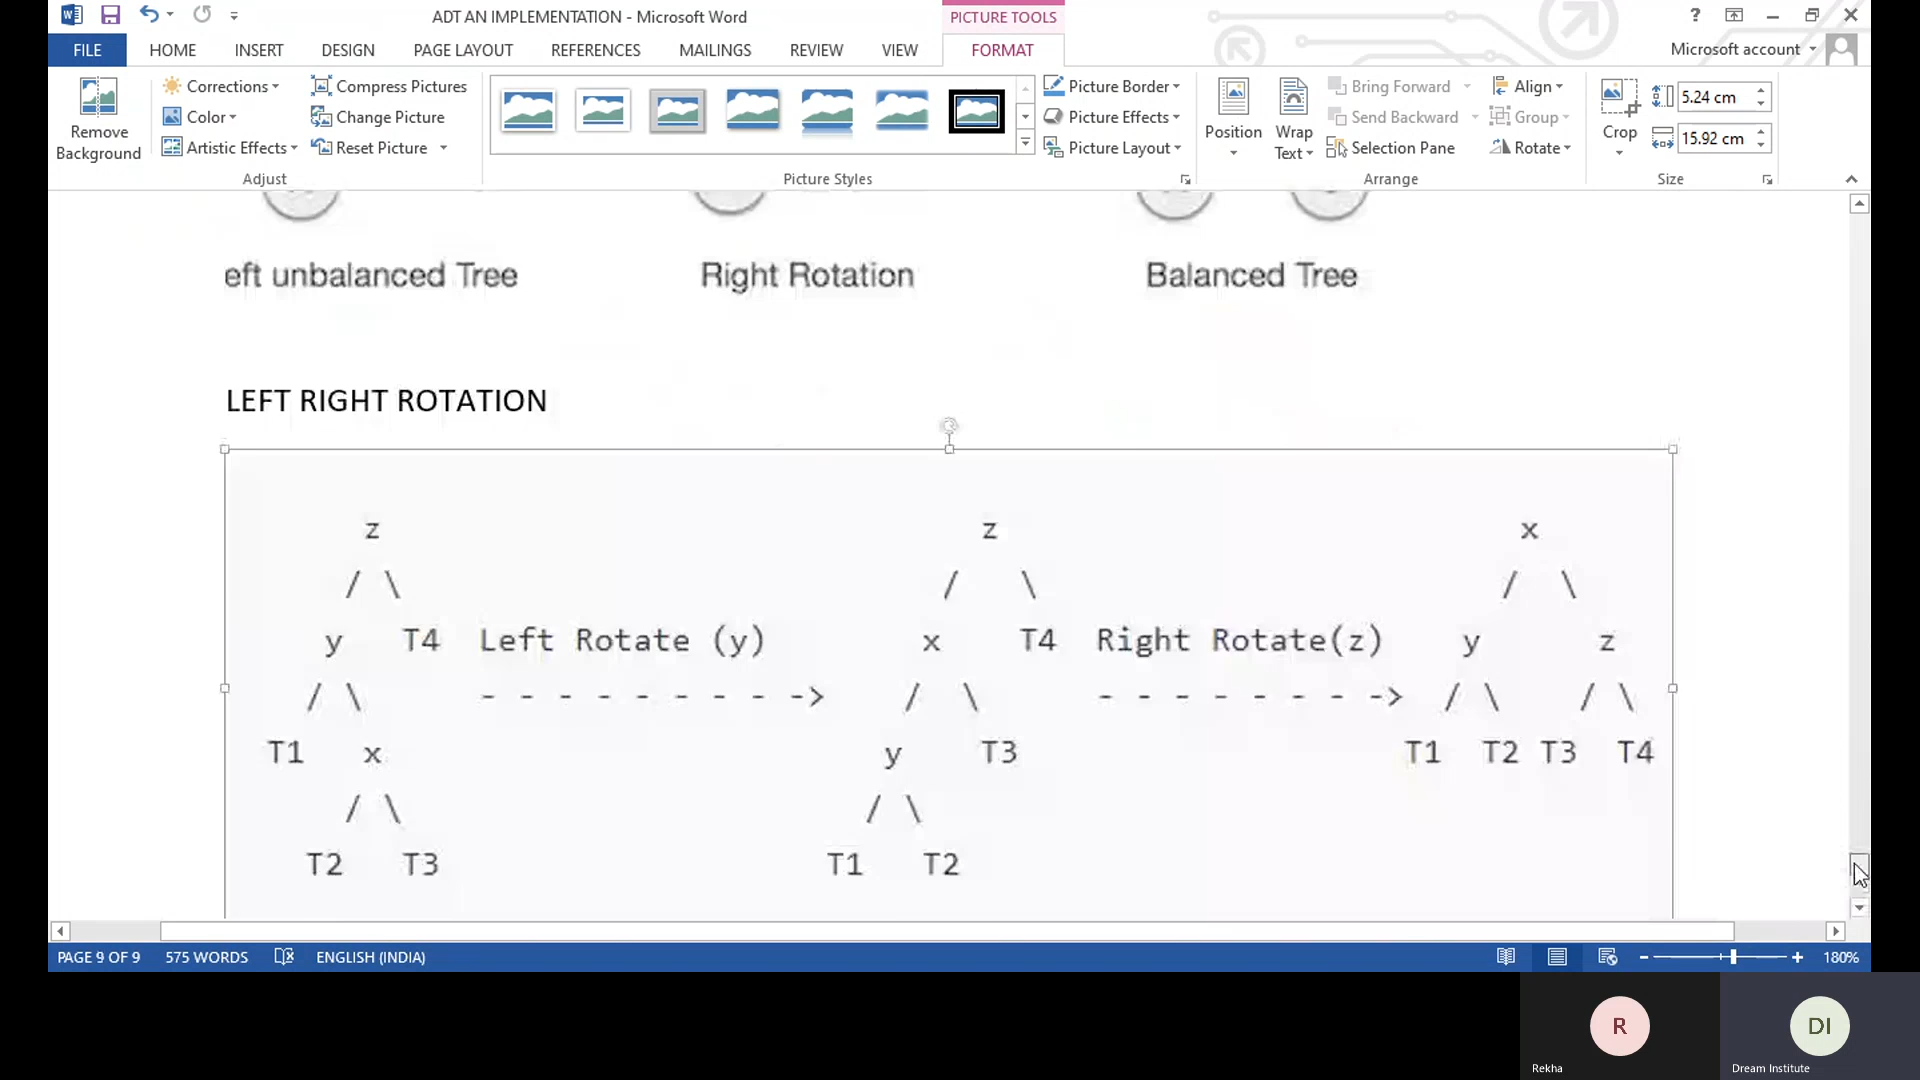 ADT AN IMPLEMENTATION - Microsoft Word
PICTURE TOOLS
?
FILE HOME INSERT DESIGN PAGE LAYOUT REFERENCES MAILINGS REVIEW VIEW FORMAT Microsoft account
Remove Background
Corrections
Color
Artistic Effects
Compress Pictures
Change Picture
Reset Picture
Adjust
Picture Styles
Picture Border
Picture Effects
Picture Layout
Position
Wrap Text
Bring Forward
Send Backward
Selection Pane
Align
Group
Rotate
Arrange
Crop
5.24 cm
15.92 cm
Size
eft unbalanced Tree Right Rotation Balanced Tree
LEFT RIGHT ROTATION
z z x
/ \ / \ / \
y T4 Left Rotate (y) x T4 Right Rotate(z) y z
/ \ - - - - - - - - -> / \ - - - - - - - -> / \ / \
T1 x y T3 T1 T2 T3 T4
/ \ / \
T2 T3 T1 T2
PAGE 9 OF 9 575 WORDS ENGLISH (INDIA) - + 180%
R DI
Rekha Dream Institute